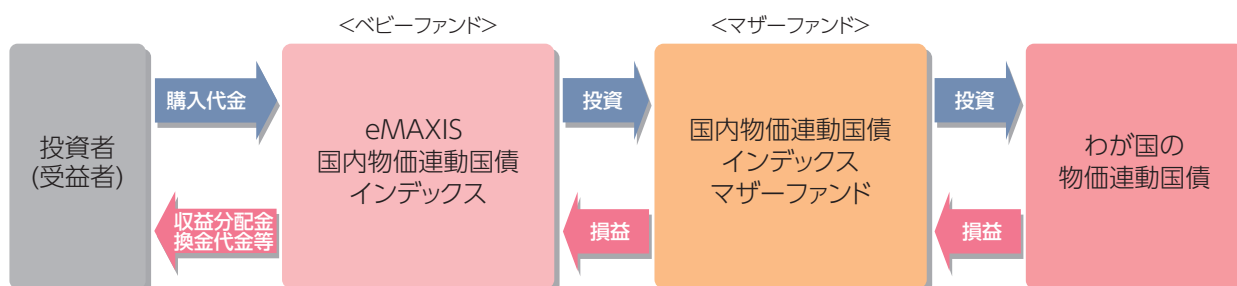 <ベビーファンド>
<マザーファンド>
投資者
(受益者)
購入代金
収益分配金
換金代金等
eMAXIS
国内物価連動国債
インデックス
投資
損益
国内物価連動国債
インデックス
マザーファンド
投資
損益
わが国の
物価連動国債